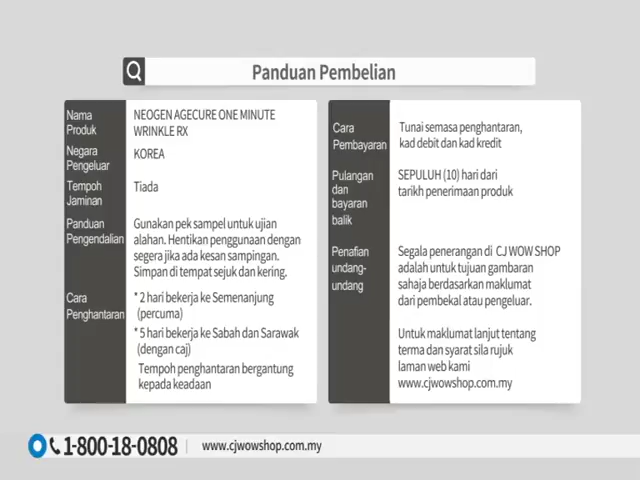 Panduan Pembelian
Nama
Produk
NEOGEN AGECURE ONE MINUTE
WRINKLE RX
Negara
Pengeluar
KOREA
Tempoh
Jaminan
Tiada
Panduan
Pengendalian
Gunakan pek sampel untuk ujian
alahan. Hentikan penggunaan dengan
segera jika ada kesan sampingan.
Simpan di tempat sejuk dan kering.
Cara
Penghantaran
* 2 hari bekerja ke Semenanjung
(percuma)
* 5 hari bekerja ke Sabah dan Sarawak
(dengan caj)
Tempoh penghantaran bergantung
kepada keadaan
Cara
Pembayaran
Tunai semasa penghantaran,
kad debit dan kad kredit
Pulangan
dan
bayaran
balik
SEPULUH (10) hari dari
tarikh penerimaan produk
Penafian
undang-
undang
Segala penerangan di CJ WOW SHOP
adalah untuk tujuan gambaran
sahaja berdasarkan maklumat
dari pembekal atau pengeluar.
Untuk maklumat lanjut tentang
terma dan syarat sila rujuk
laman web kami
www.cjwowshop.com.my
1-800-18-0808 | www.cjwowshop.com.my